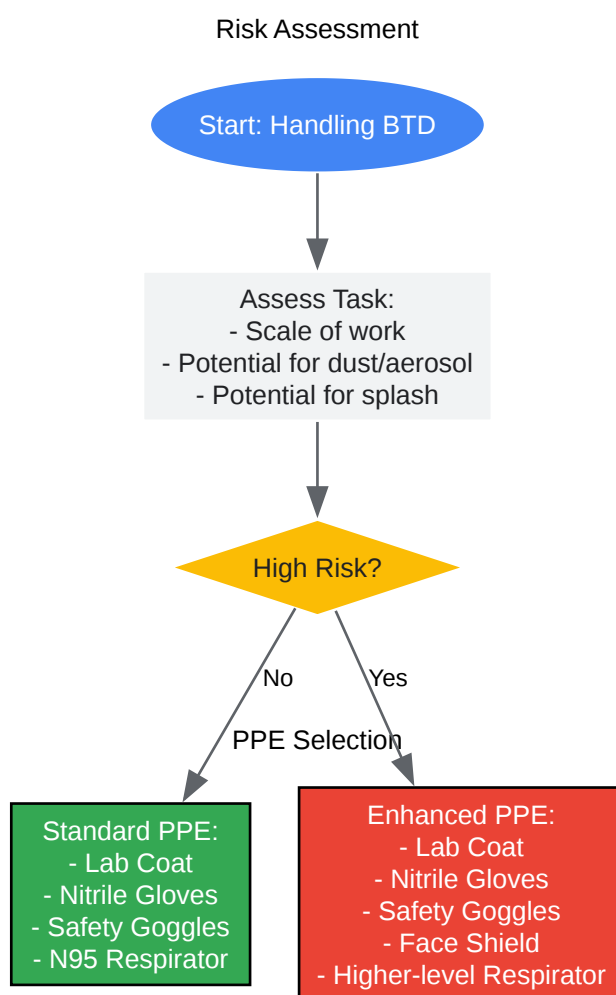 Risk Assessment
Start: Handling BTD
Assess Task:
- Scale of work
- Potential for dust/aerosol
- Potential for splash
High Risk?
No
Yes
PPE Selection
Standard PPE:
- Lab Coat
- Nitrile Gloves
- Safety Goggles
- N95 Respirator
Enhanced PPE:
- Lab Coat
- Nitrile Gloves
- Safety Goggles
- Face Shield
- Higher-level Respirator